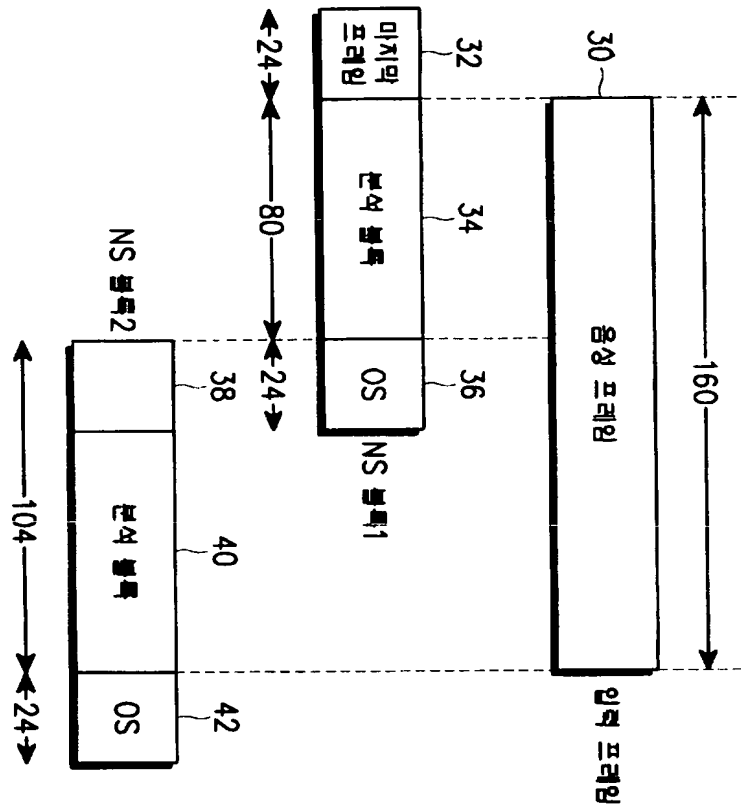 160
30
음성 프레임
입력 프레임
32
34
36
마지막
프레임
분석 블록
OS
NS 블록1
24
80
24
NS 블록2
38
40
42
분석 블록
OS
104
24